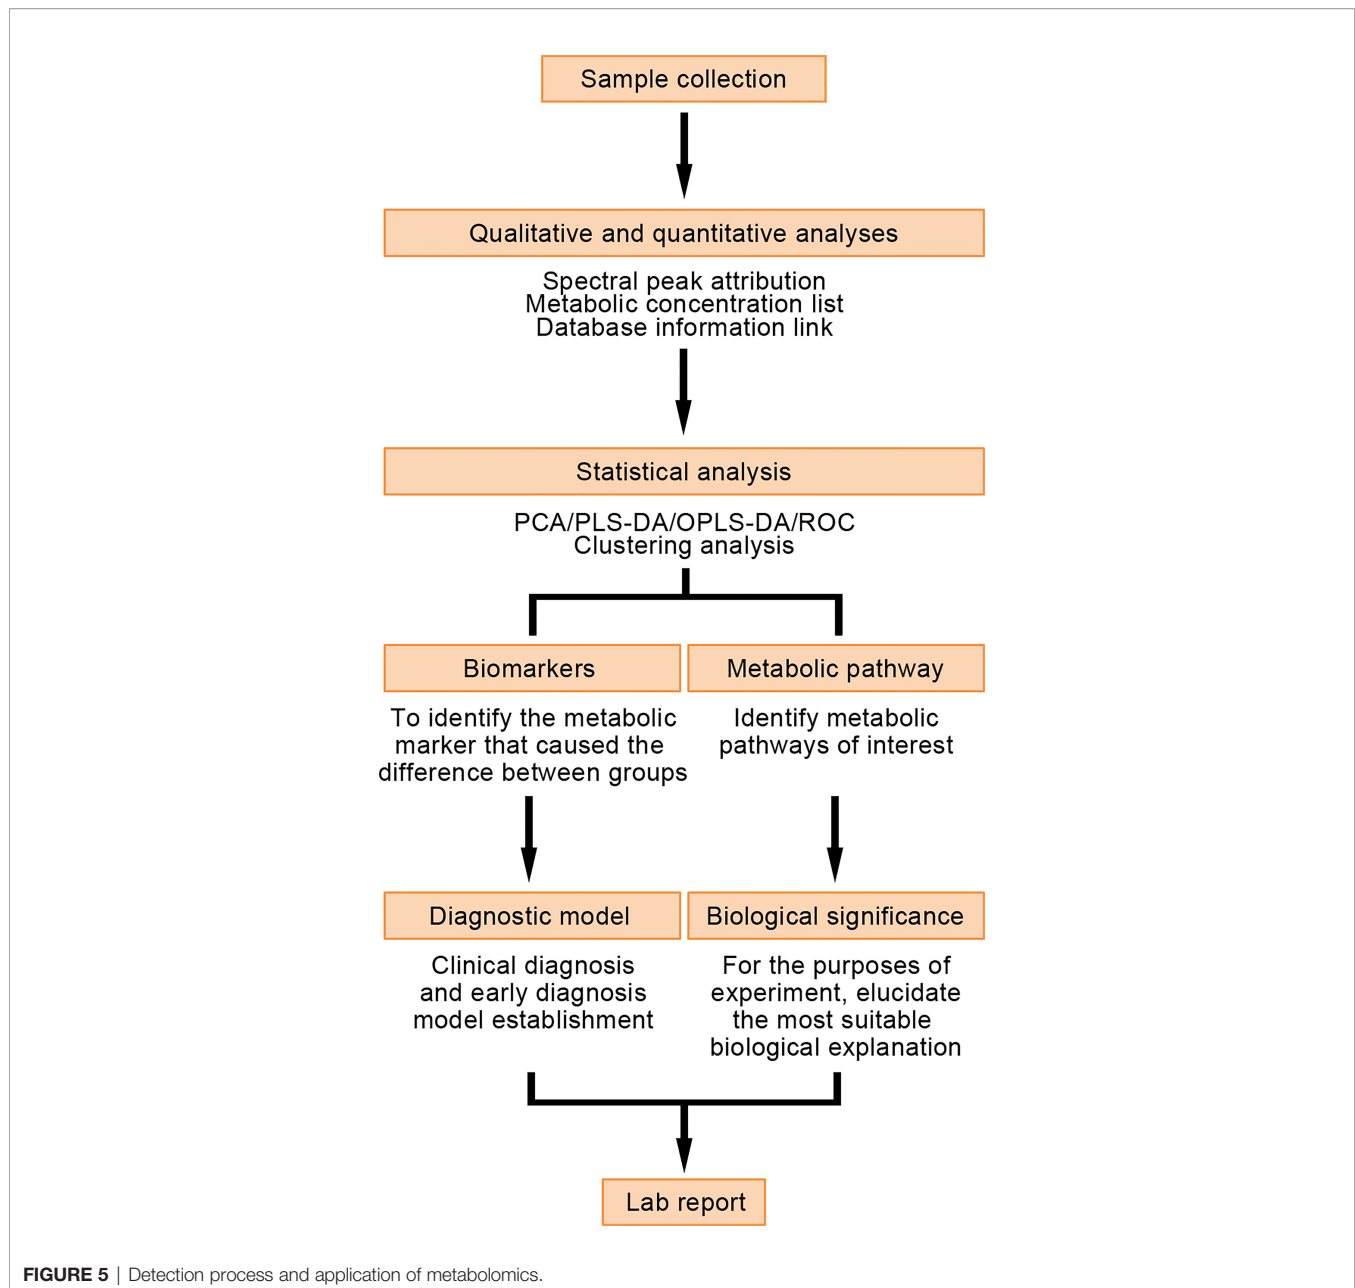 Sample collection
Qualitative and quantitative analyses
Spectral peak attribution
Metabolic concentration list
Database information link
Statistical analysis
PCA/PLS-DA/OPLS-DA/ROC
Clustering analysis
Biomarkers
To identify the metabolic
marker that caused the
difference between groups
Metabolic pathway
Identify metabolic
pathways of interest
Diagnostic model
Clinical diagnosis
and early diagnosis
model establishment
Biological significance
For the purposes of
experiment, elucidate
the most suitable
biological explanation
Lab report
FIGURE 5 | Detection process and application of metabolomics.